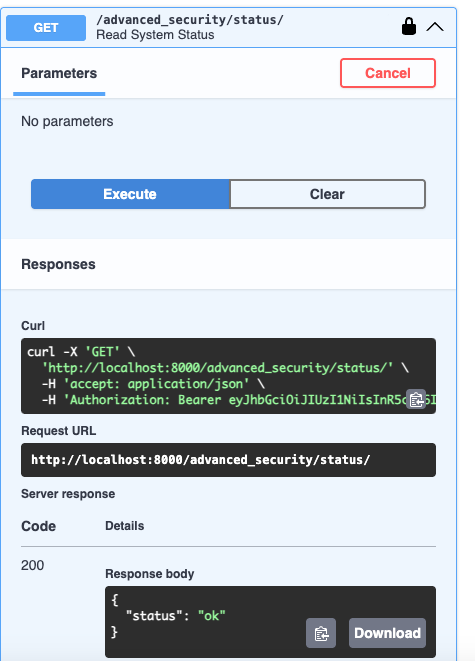 GET
/advanced_security/status/
Read System Status
Parameters
Cancel
No parameters
Execute
Clear
Responses
Curl
curl -X 'GET' \
'http://localhost:8000/advanced_security/status/' \
-H 'accept: application/json' \
-H 'Authorization: Bearer eyJhbGciOiJIUzI1NiIsInR5c
Request URL
http://localhost:8000/advanced_security/status/
Server response
Code
Details
200
Response body
{
"status": "ok"
}
Download